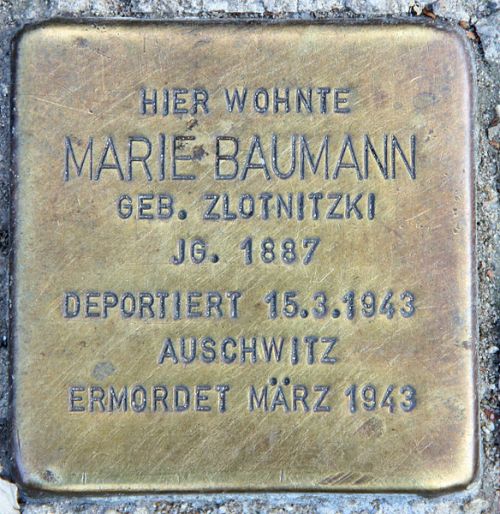 HIER WOHNTE
MARIE BAUMANN
GEB. ZLOTNITZKI
JG. 1887
DEPORTIERT 15.3.1943
AUSCHWITZ
ERMORDET MÄRZ 1943